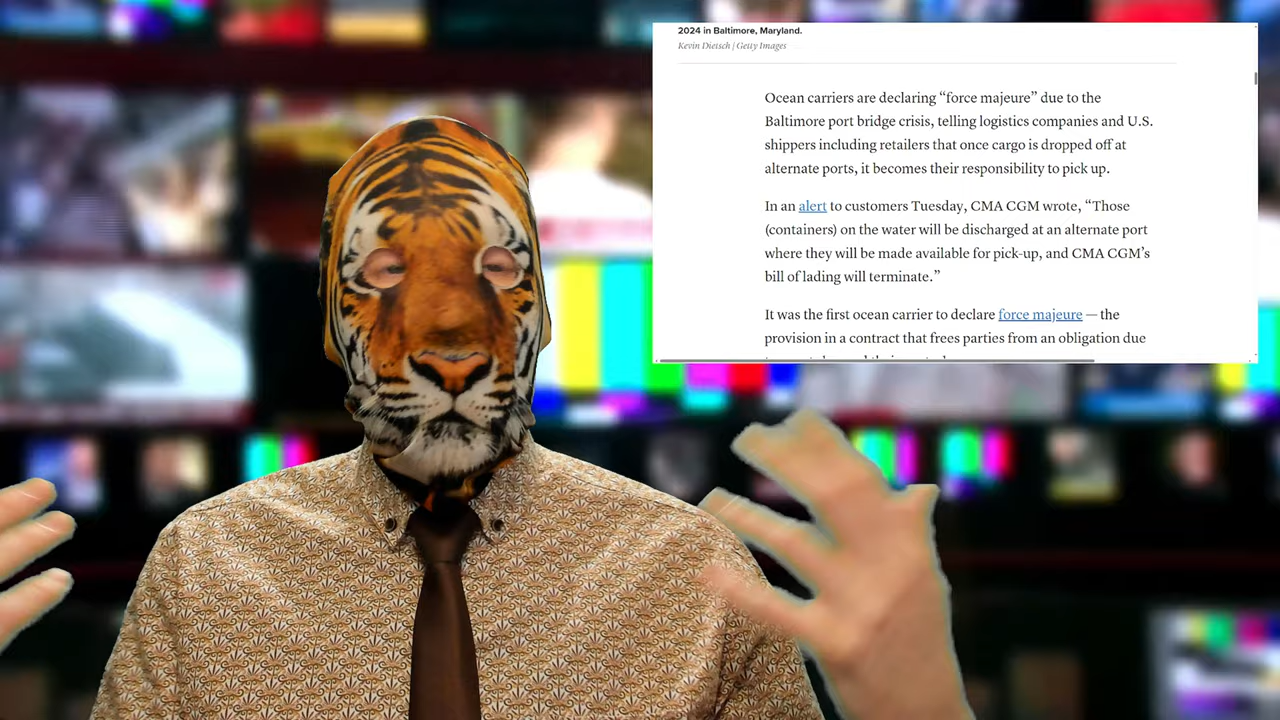 2024 in Baltimore, Maryland.
Kevin Dietsch | Getty Images
Ocean carriers are declaring “force majeure” due to the
Baltimore port bridge crisis, telling logistics companies and U.S.
shippers including retailers that once cargo is dropped off at
alternate ports, it becomes their responsibility to pick up.
In an alert to customers Tuesday, CMA CGM wrote, “Those
(containers) on the water will be discharged at an alternate port
where they will be made available for pick-up, and CMA CGM’s
bill of lading will terminate.”
It was the first ocean carrier to declare force majeure — the
provision in a contract that frees parties from an obligation due